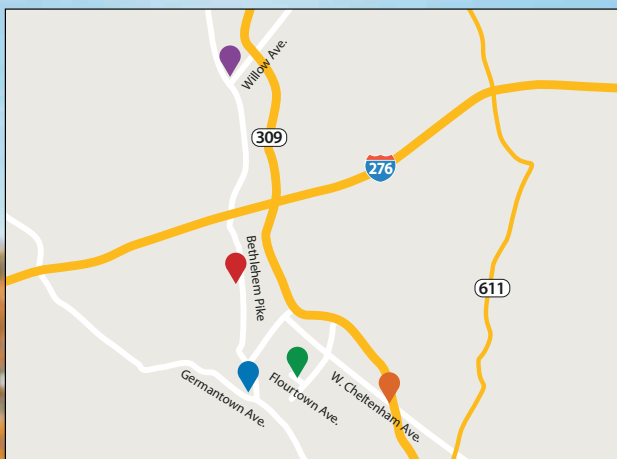 Willow Ave.
309
276
Bethlehem Pike
611
W. Cheltenham Ave.
Flourtown Ave.
Germantown Ave.